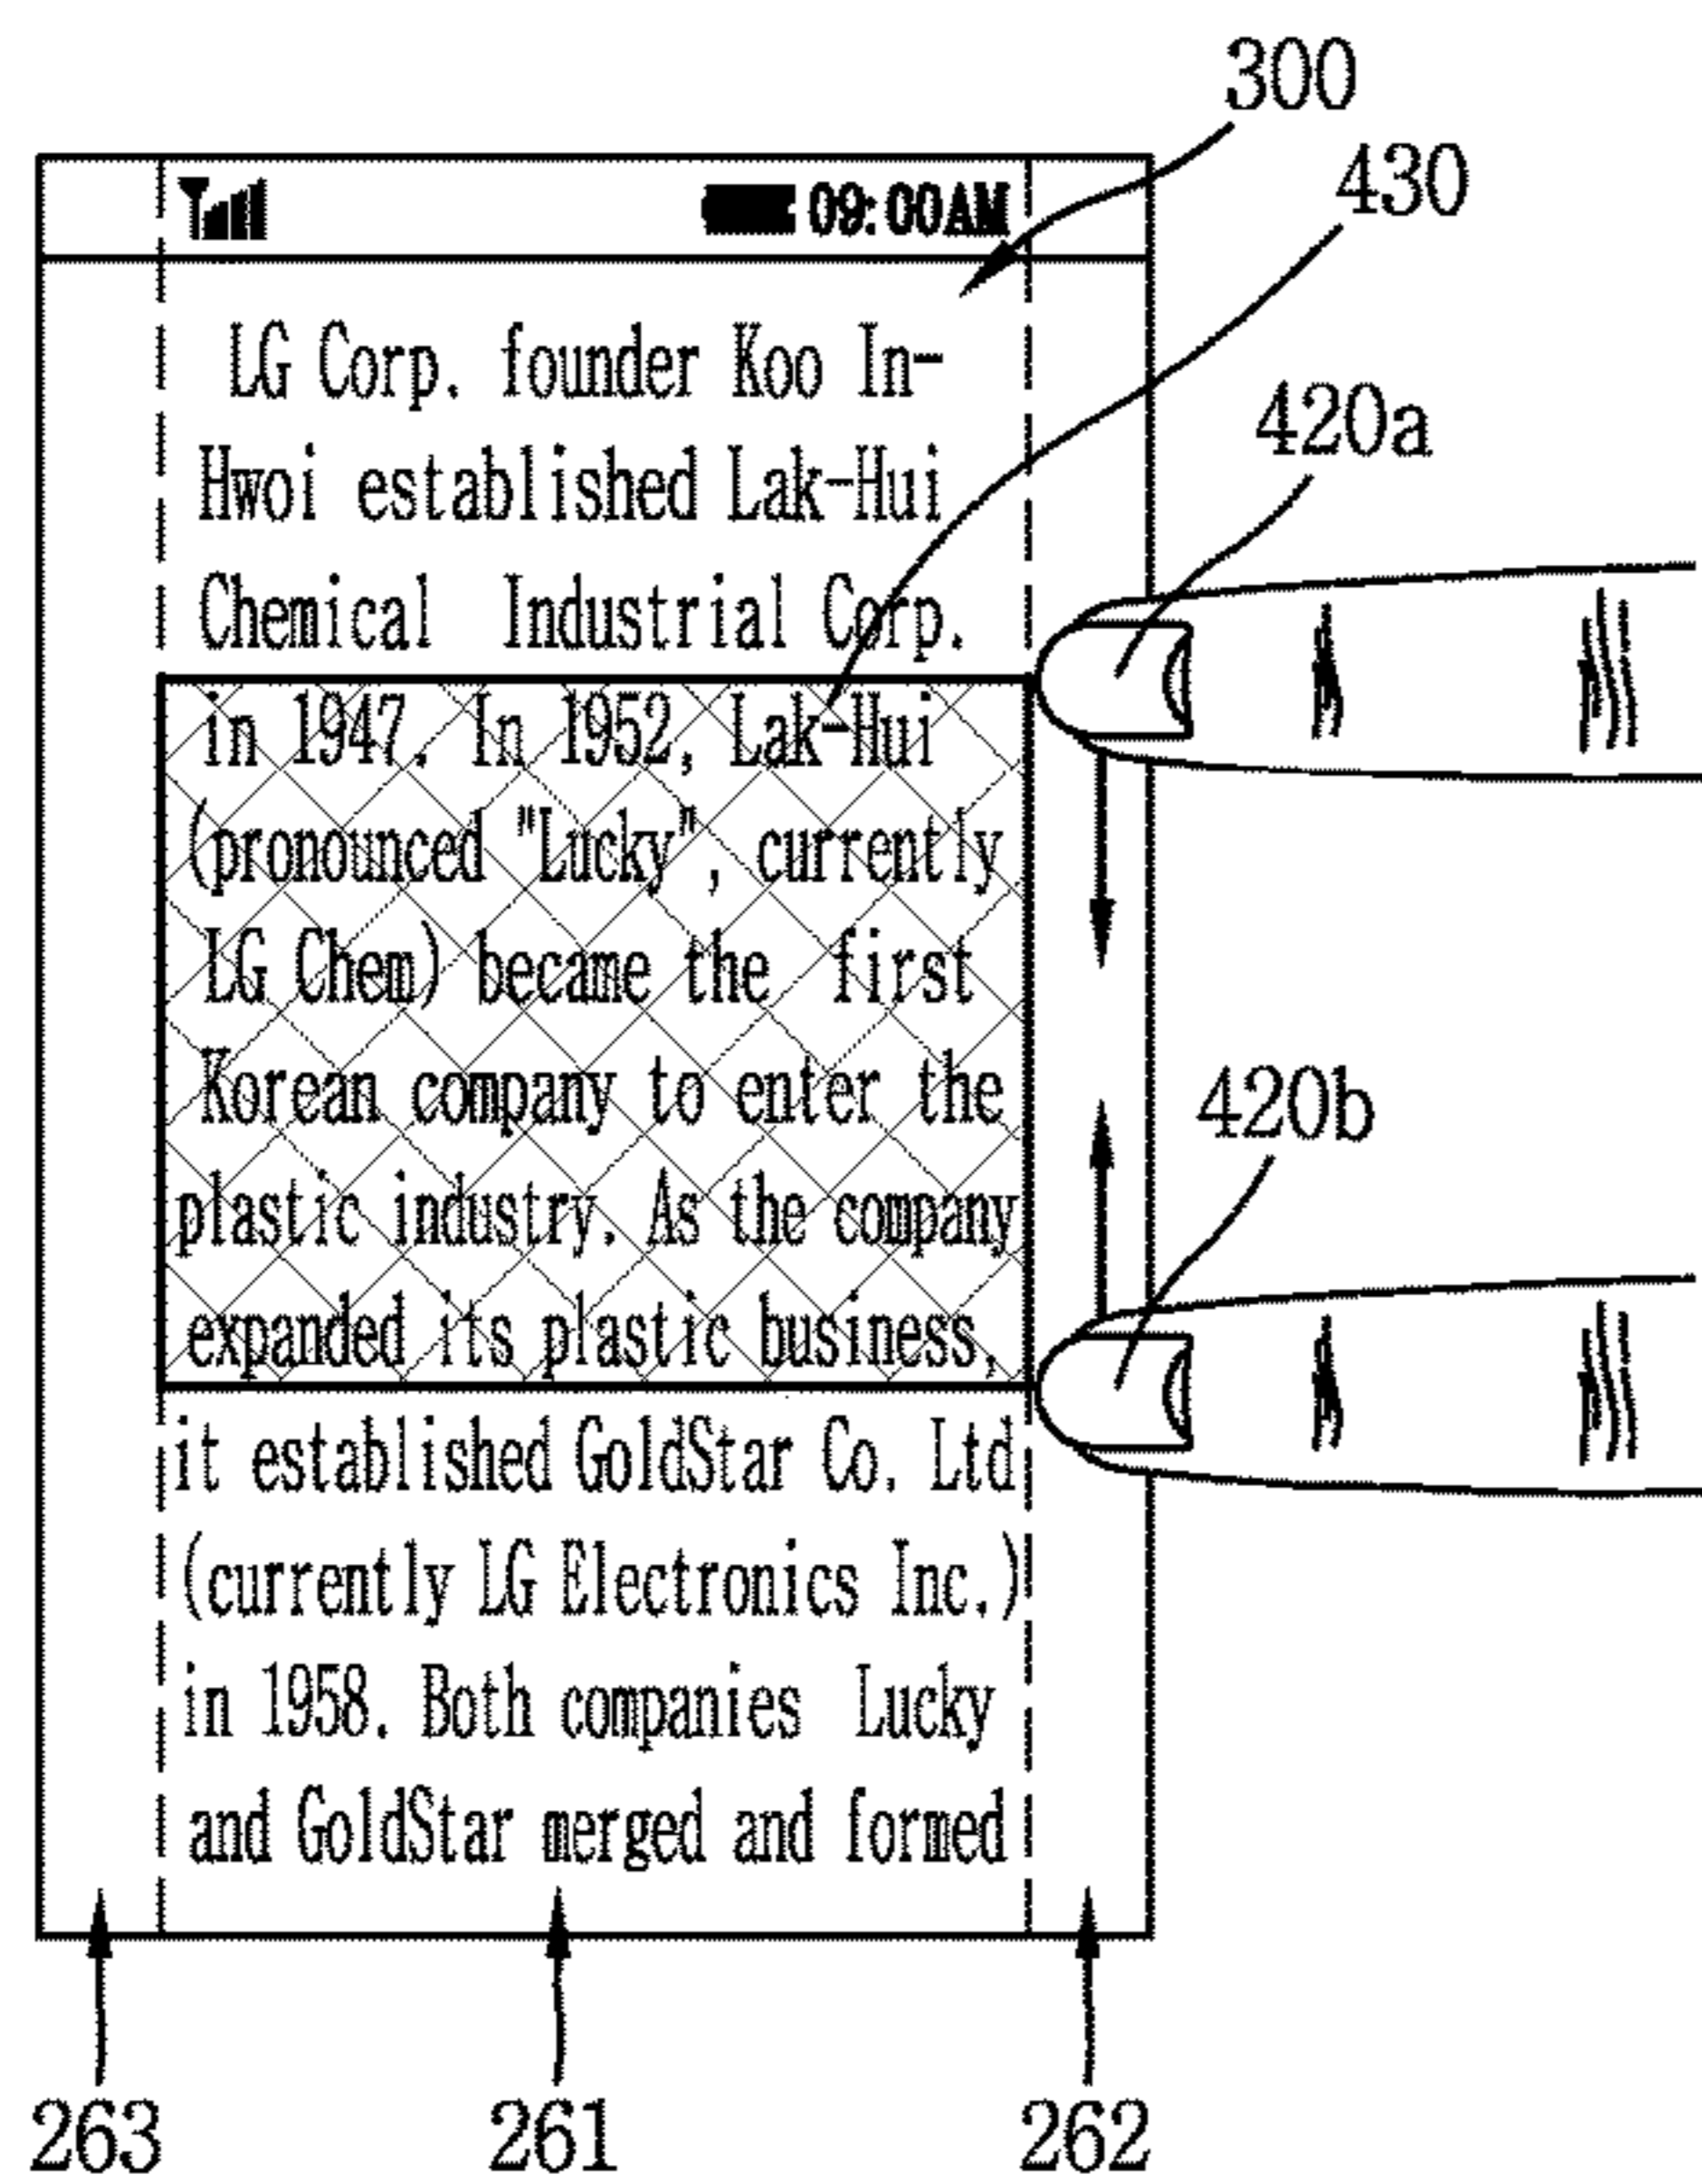 300
430
09:00AM
LG Corp. founder Koo In-
Hwoi established Lak-Hui
420a
Chemical Industrial Corp.
in 1947. In 1952, Lak-Hui
(pronounced "Lucky", currently
LG Chem) became the first
Korean company to enter the
420b
plastic industry. As the company
expanded its plastic business,
it established GoldStar Co. Ltd
(currently LG Electronics Inc.)
in 1958. Both companies Lucky
and GoldStar merged and formed
263 261 262